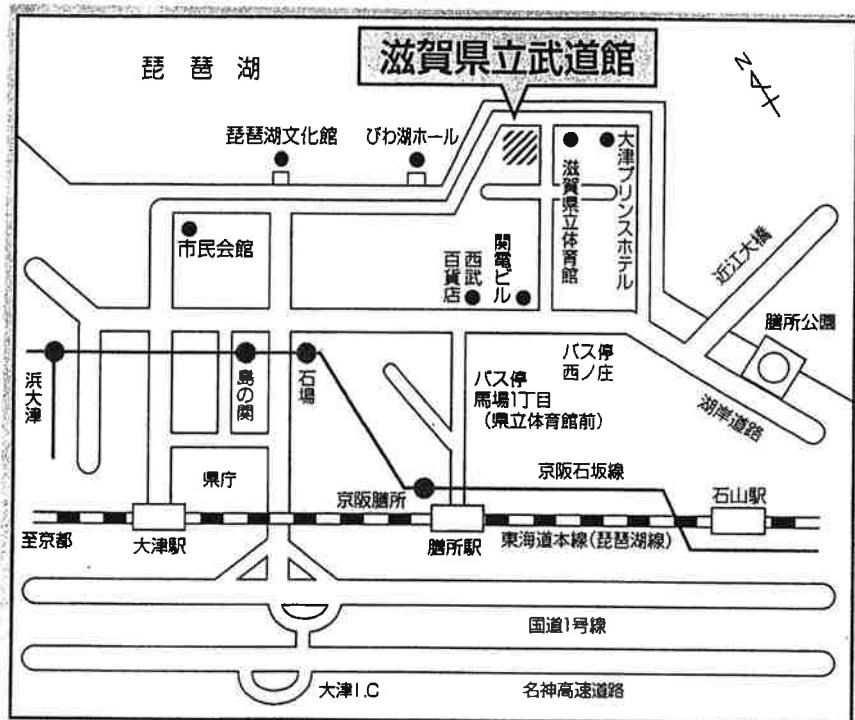 琵琶湖
滋賀県立武道館
N
琵琶湖文化館
びわ湖ホール
滋賀県立体育館
大津プリンスホテル
市民会館
西武
百貨店
関電ビル
近江大橋
膳所公園
浜大津
島の関
石場
バス停
西ノ庄
バス停
馬場1丁目
(県立体育館前)
湖岸道路
県庁
京阪膳所
京阪石坂線
石山駅
至京都
大津駅
膳所駅
東海道本線(琵琶湖線)
国道1号線
大津I.C
名神高速道路